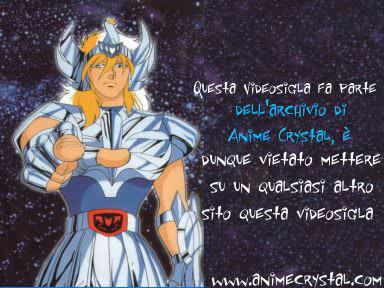 Questa videosigla fa parte
dell'archivio di
Anime Crystal, è
dunque vietato mettere
su un qualsiasi altro
sito questa videosigla
www.animecrystal.com